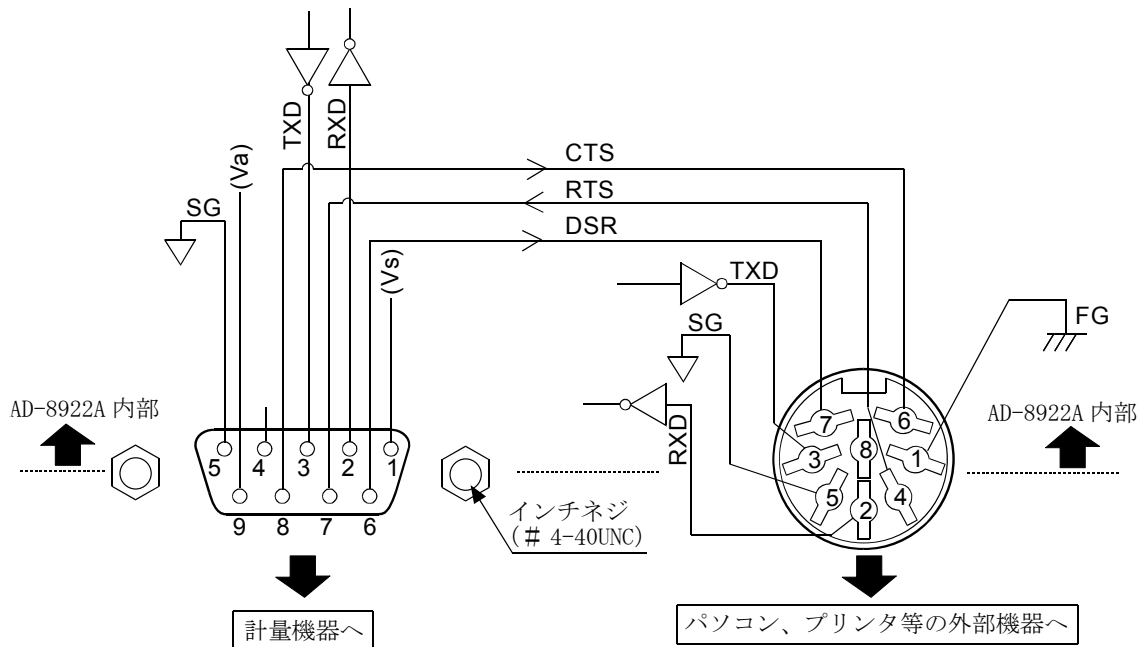 TXD
RXD
(Va)
SG
CTS
RTS
DSR
(Vs)
TXD
SG
RXD
FG
AD-8922A 内部
AD-8922A 内部
5 4 3 2 1
9 8 7 6
インチネジ
(＃ 4-40UNC)
7 6
3 8 1
5 2 4
計量機器へ
パソコン、プリンタ等の外部機器へ